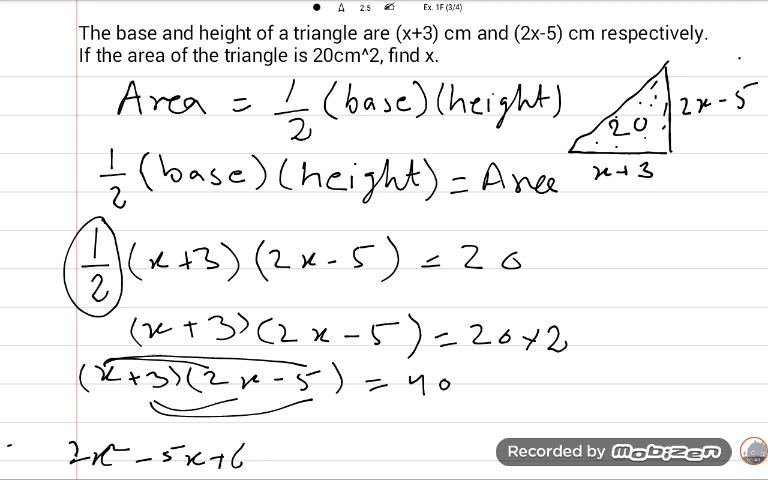 A 2.5 Ex. 1F (3/4)
The base and height of a triangle are (x+3) cm and (2x-5) cm respectively.
If the area of the triangle is 20cm^2, find x.
Area = 1/2 (base)(height)
20
2x-5
x+3
1/2 (base)(height) = Area
1/2 (x+3)(2x-5) = 20
(x+3)(2x-5) = 20×2
(x+3)(2x-5) = 40
2x² - 5x + 6
Recorded by Mobizen